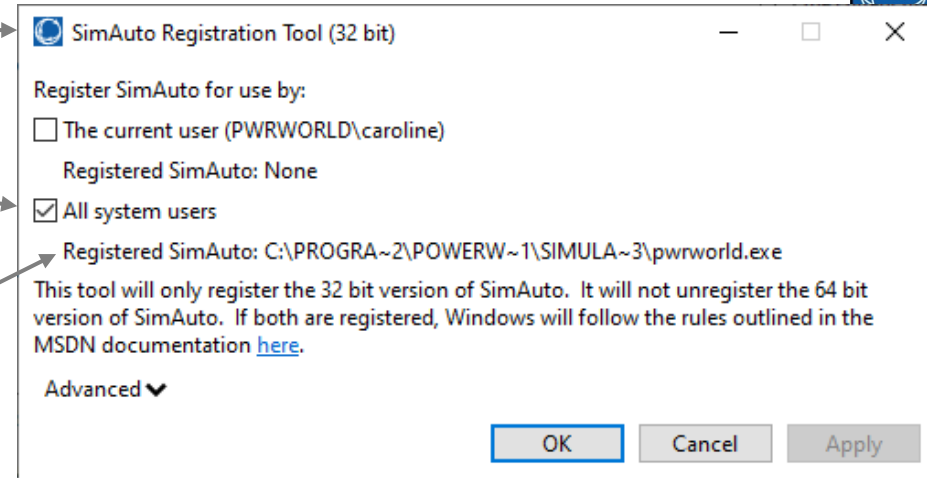 SimAuto Registration Tool (32 bit)
Register SimAuto for use by:
The current user (PWRWORLD\caroline)
Registered SimAuto: None
All system users
Registered SimAuto: C:\PROGRA~2\POWERW~1\SIMULA~3\pwrworld.exe
This tool will only register the 32 bit version of SimAuto. It will not unregister the 64 bit
version of SimAuto. If both are registered, Windows will follow the rules outlined in the
MSDN documentation here.
Advanced
OK Cancel Apply